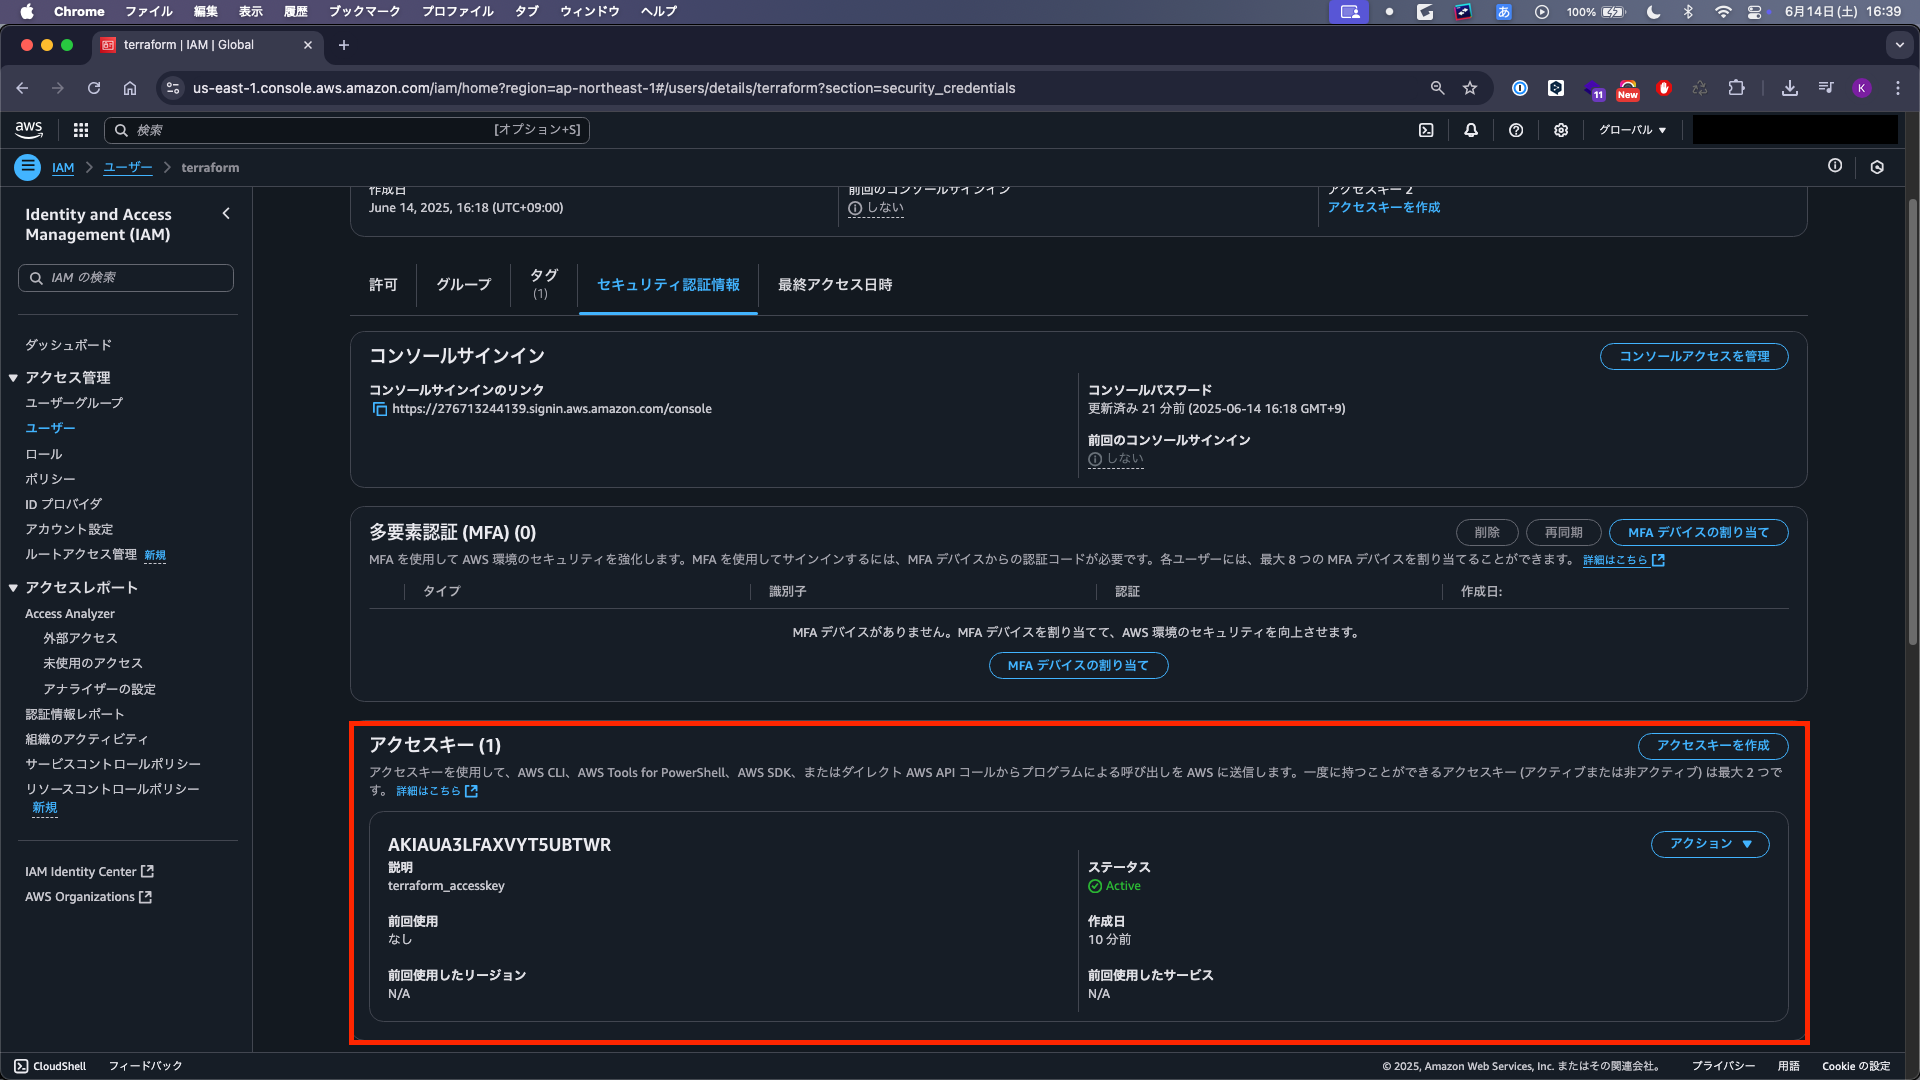 Chrome ファイル 編集 表示 履歴 ブックマーク プロファイル タブ ウィンドウ ヘルプ
あ 100% 6月14日(土) 16:39
terraform | IAM | Global
us-east-1.console.aws.amazon.com/iam/home?region=ap-northeast-1#/users/details/terraform?section=security_credentials
11 New K
aws 検索 [オプション+S] グローバル
IAM ユーザー terraform
Identity and Access
Management (IAM)
IAM の検索
ダッシュボード
アクセス管理
ユーザーグループ
ユーザー
ロール
ポリシー
ID プロバイダ
アカウント設定
ルートアクセス管理 新規
アクセスレポート
Access Analyzer
外部アクセス
未使用のアクセス
アナライザーの設定
認証情報レポート
組織のアクティビティ
サービスコントロールポリシー
リソースコントロールポリシー
新規
IAM Identity Center
AWS Organizations
作成日
June 14, 2025, 16:18 (UTC+09:00)
前回のコンソールサインイン
しない
アクセスキー 2
アクセスキーを作成
許可
グループ
タグ
(1)
セキュリティ認証情報
最終アクセス日時
コンソールサインイン
コンソールアクセスを管理
コンソールサインインのリンク
https://276713244139.signin.aws.amazon.com/console
コンソールパスワード
更新済み 21 分前 (2025-06-14 16:18 GMT+9)
前回のコンソールサインイン
しない
多要素認証 (MFA) (0)
削除 再同期 MFA デバイスの割り当て
MFA を使用して AWS 環境のセキュリティを強化します。MFA を使用してサインインするには、MFA デバイスからの認証コードが必要です。各ユーザーには、最大 8 つの MFA デバイスを割り当てることができます。 詳細はこちら
タイプ 識別子 認証 作成日:
MFA デバイスがありません。MFA デバイスを割り当てて、AWS 環境のセキュリティを向上させます。
MFA デバイスの割り当て
アクセスキー (1)
アクセスキーを作成
アクセスキーを使用して、AWS CLI、AWS Tools for PowerShell、AWS SDK、またはダイレクト AWS API コールからプログラムによる呼び出しを AWS に送信します。一度に持つことができるアクセスキー (アクティブまたは非アクティブ) は最大 2 つで
す。 詳細はこちら
AKIAUA3LFAXVYT5UBTWR
アクション
説明
terraform_accesskey
ステータス
Active
前回使用
なし
作成日
10 分前
前回使用したリージョン
N/A
前回使用したサービス
N/A
CloudShell フィードバック
© 2025, Amazon Web Services, Inc. またはその関連会社。 プライバシー 用語 Cookie の設定